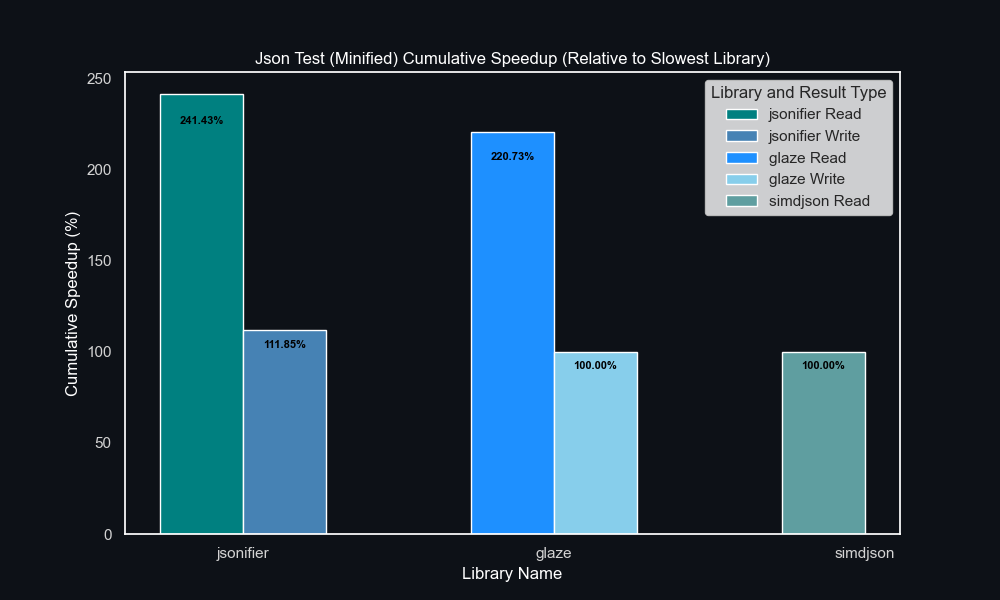 Json Test (Minified) Cumulative Speedup (Relative to Slowest Library)
Cumulative Speedup (%)
250
200
150
100
50
0
241.43%
111.85%
220.73%
100.00%
100.00%
Library and Result Type
jsonifier Read
jsonifier Write
glaze Read
glaze Write
simdjson Read
jsonifier
glaze
simdjson
Library Name